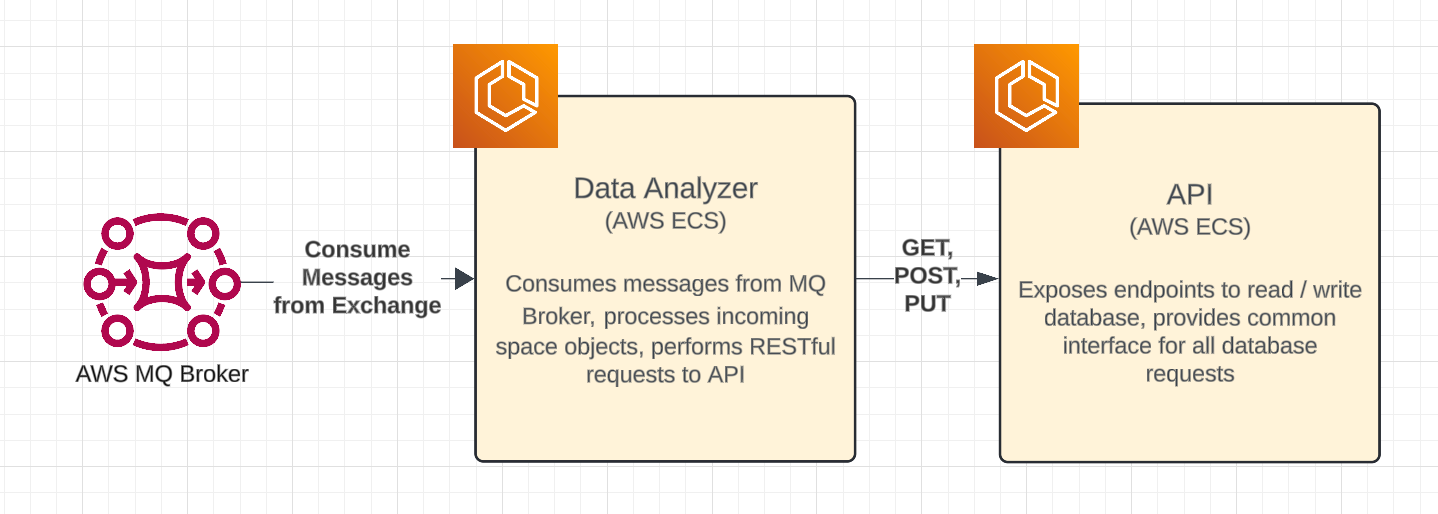 AWS MQ Broker
Consume
Messages
from Exchange
Data Analyzer
(AWS ECS)
Consumes messages from MQ
Broker, processes incoming
space objects, performs RESTful
requests to API
GET,
POST,
PUT
API
(AWS ECS)
Exposes endpoints to read / write
database, provides common
interface for all database
requests